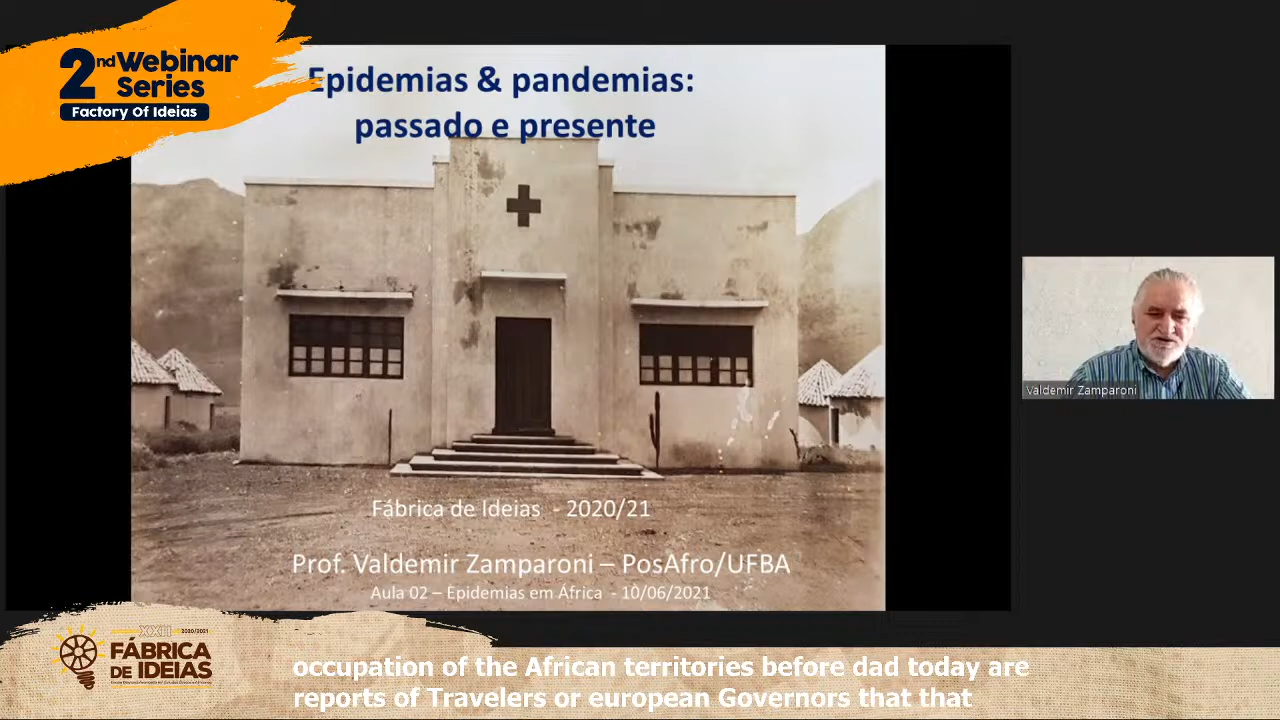 2nd Webinar
Series
Factory Of Ideias
Epidemias & pandemias:
passado e presente
Fábrica de Ideias - 2020/21
Prof. Valdemir Zamparoni – PosAfro/UFBA
Aula 02 – Epidemias em África - 10/06/2021
Valdemir Zamparoni
XXII 2020/2021
FÁBRICA
DE IDEIAS
occupation of the African territories before dad today are
reports of Travelers or european Governors that that